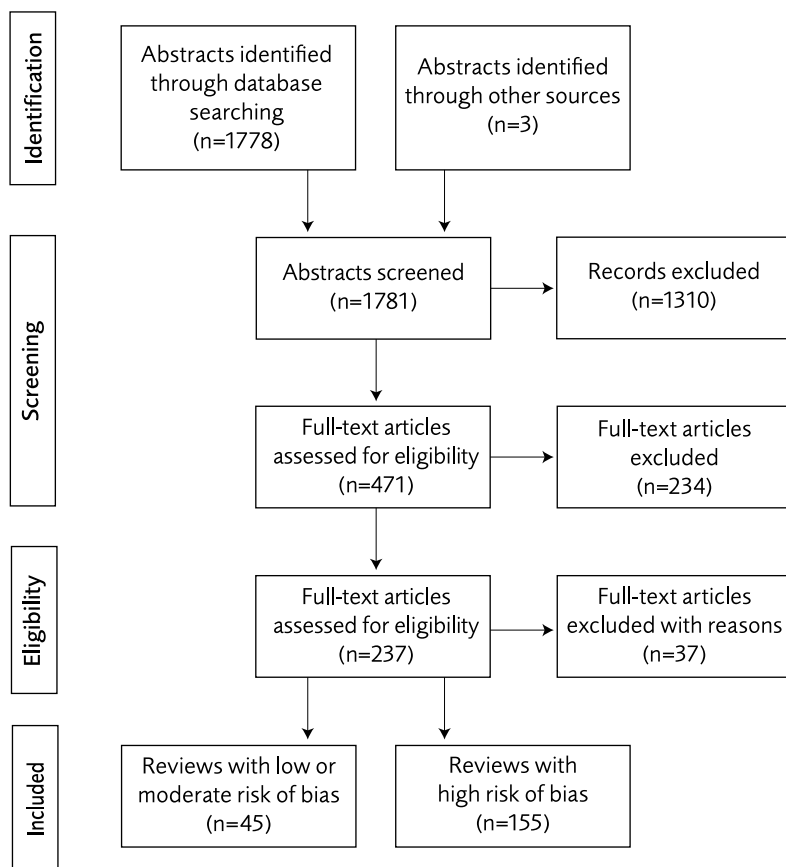 Identification
Abstracts identified
through database
searching
(n=1778)
Abstracts identified
through other sources
(n=3)
Screening
Abstracts screened
(n=1781)
Records excluded
(n=1310)
Full-text articles
assessed for eligibility
(n=471)
Full-text articles
excluded
(n=234)
Eligibility
Full-text articles
assessed for eligibility
(n=237)
Full-text articles
excluded with reasons
(n=37)
Included
Reviews with low or
moderate risk of bias
(n=45)
Reviews with
high risk of bias
(n=155)